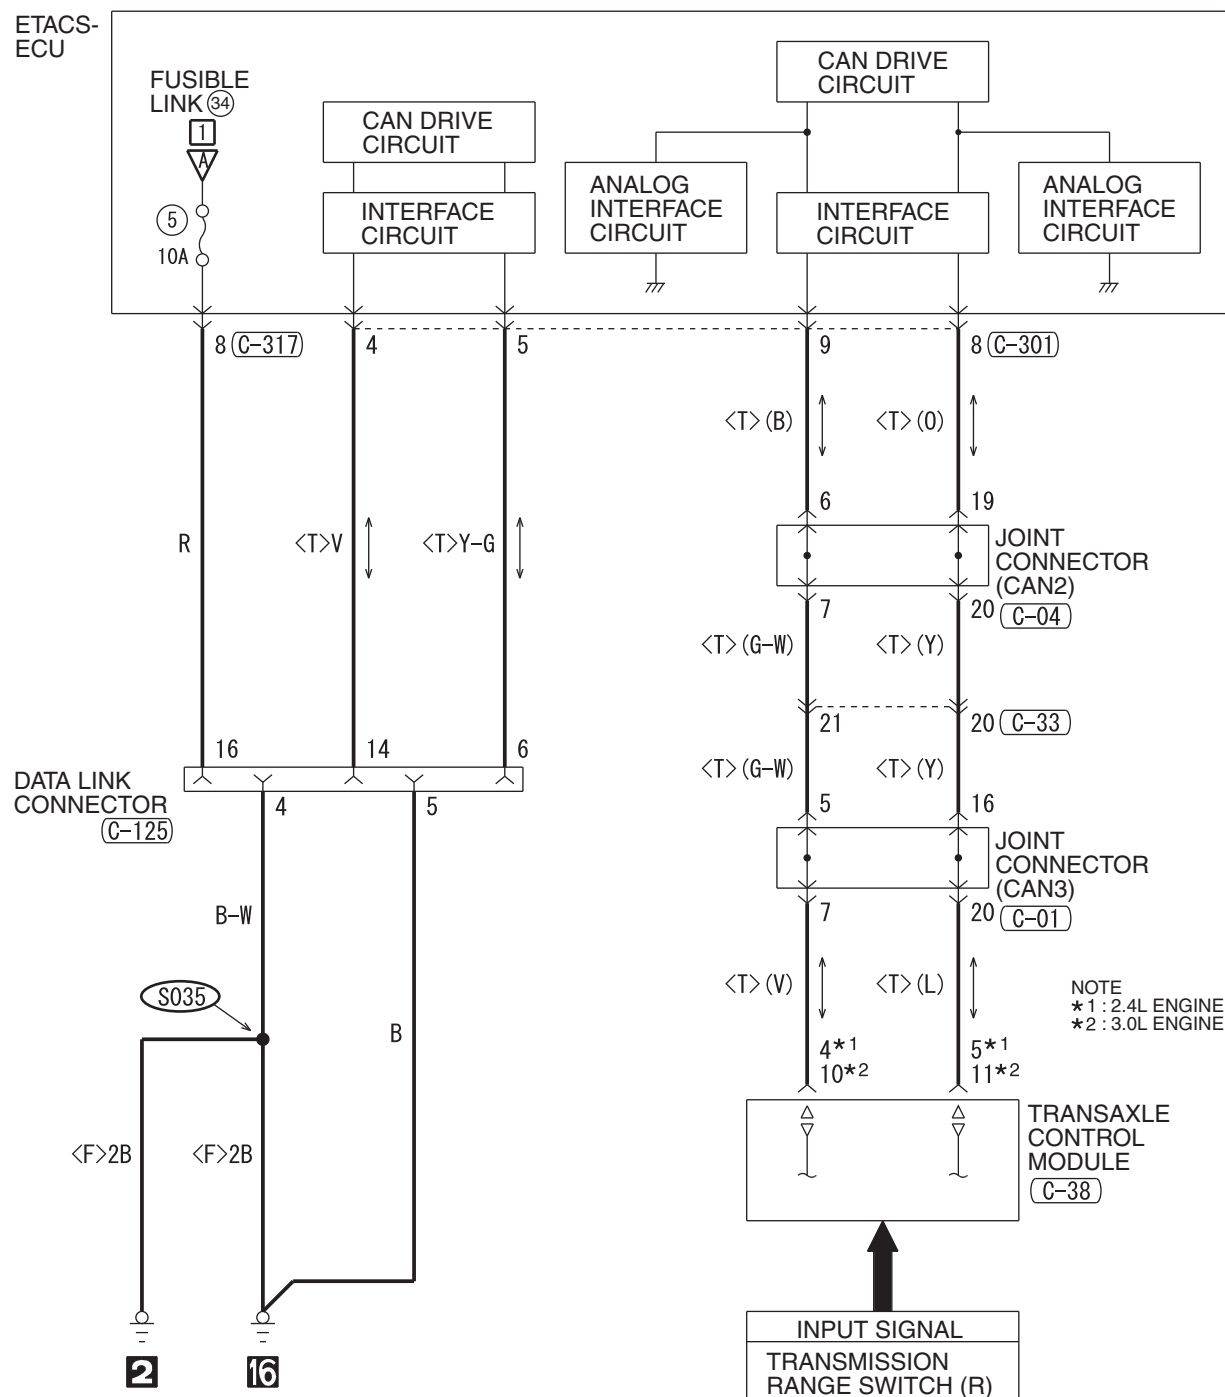 ETACS-
ECU
FUSIBLE
LINK 34
1
A
5
10A
CAN DRIVE
CIRCUIT
INTERFACE
CIRCUIT
CAN DRIVE
CIRCUIT
ANALOG
INTERFACE
CIRCUIT
INTERFACE
CIRCUIT
ANALOG
INTERFACE
CIRCUIT
8 C-317
4
5
9
8 C-301
<T>(B)
<T>(O)
6
19
R
<T>V
<T>Y-G
JOINT
CONNECTOR
(CAN2)
7
20 C-04
<T>(G-W)
<T>(Y)
21
20 C-33
16
14
6
<T>(G-W)
<T>(Y)
DATA LINK
CONNECTOR
C-125
4
5
5
16
JOINT
CONNECTOR
(CAN3)
7
20 C-01
B-W
<T>(V)
<T>(L)
S035
B
NOTE
*1 : 2.4L ENGINE
*2 : 3.0L ENGINE
4*1
10*2
5*1
11*2
<F>2B
<F>2B
TRANSAXLE
CONTROL
MODULE
C-38
2
16
INPUT SIGNAL
TRANSMISSION
RANGE SWITCH (R)